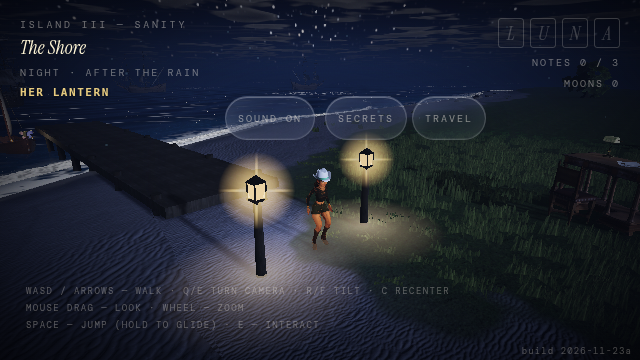 ISLAND III — SANITY
The Shore
NIGHT · AFTER THE RAIN
HER LANTERN
L U N A
NOTES 0 / 3
MOONS 0
SOUND ON
SECRETS
TRAVEL
WASD / ARROWS — WALK · Q/E TURN CAMERA · R/F TILT · C RECENTER
MOUSE DRAG — LOOK · WHEEL — ZOOM
SPACE — JUMP (HOLD TO GLIDE) · E — INTERACT
build 2026-11-23a